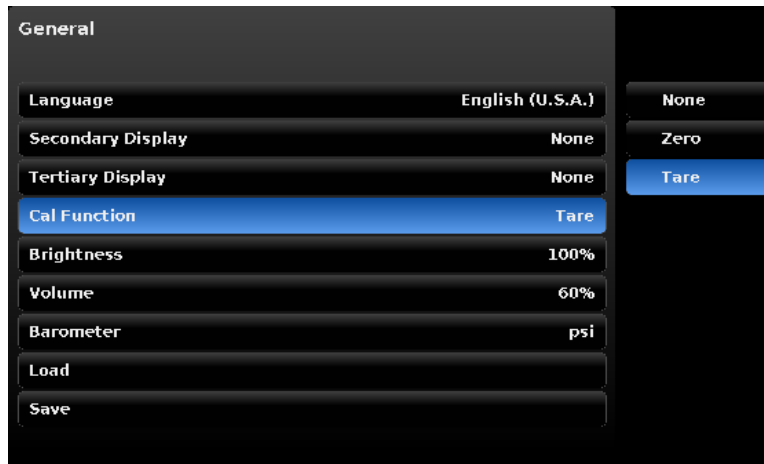 General
Language English (U.S.A.)
Secondary Display None
Tertiary Display None
Cal Function Tare
Brightness 100%
Volume 60%
Barometer psi
Load
Save
None
Zero
Tare